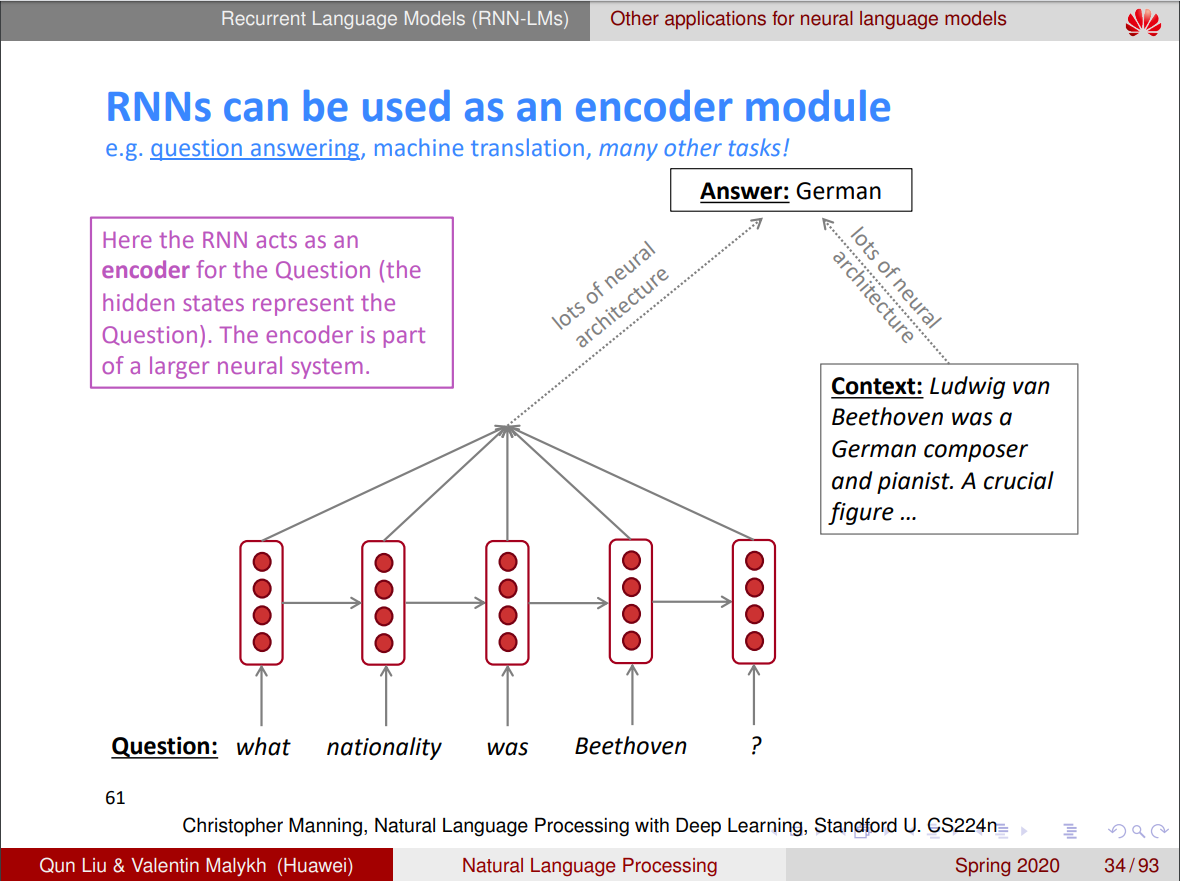 Recurrent Language Models (RNN-LMs)
Other applications for neural language models
RNNs can be used as an encoder module
e.g. question answering, machine translation, many other tasks!
Answer: German
Here the RNN acts as an
encoder for the Question (the
hidden states represent the
Question). The encoder is part
of a larger neural system.
lots of neural
architecture
lots of neural
architecture
Context: Ludwig van
Beethoven was a
German composer
and pianist. A crucial
figure …
Question: what nationality was Beethoven ?
61
Christopher Manning, Natural Language Processing with Deep Learning, Standford U. CS224n
Qun Liu & Valentin Malykh (Huawei)
Natural Language Processing
Spring 2020
34 / 93